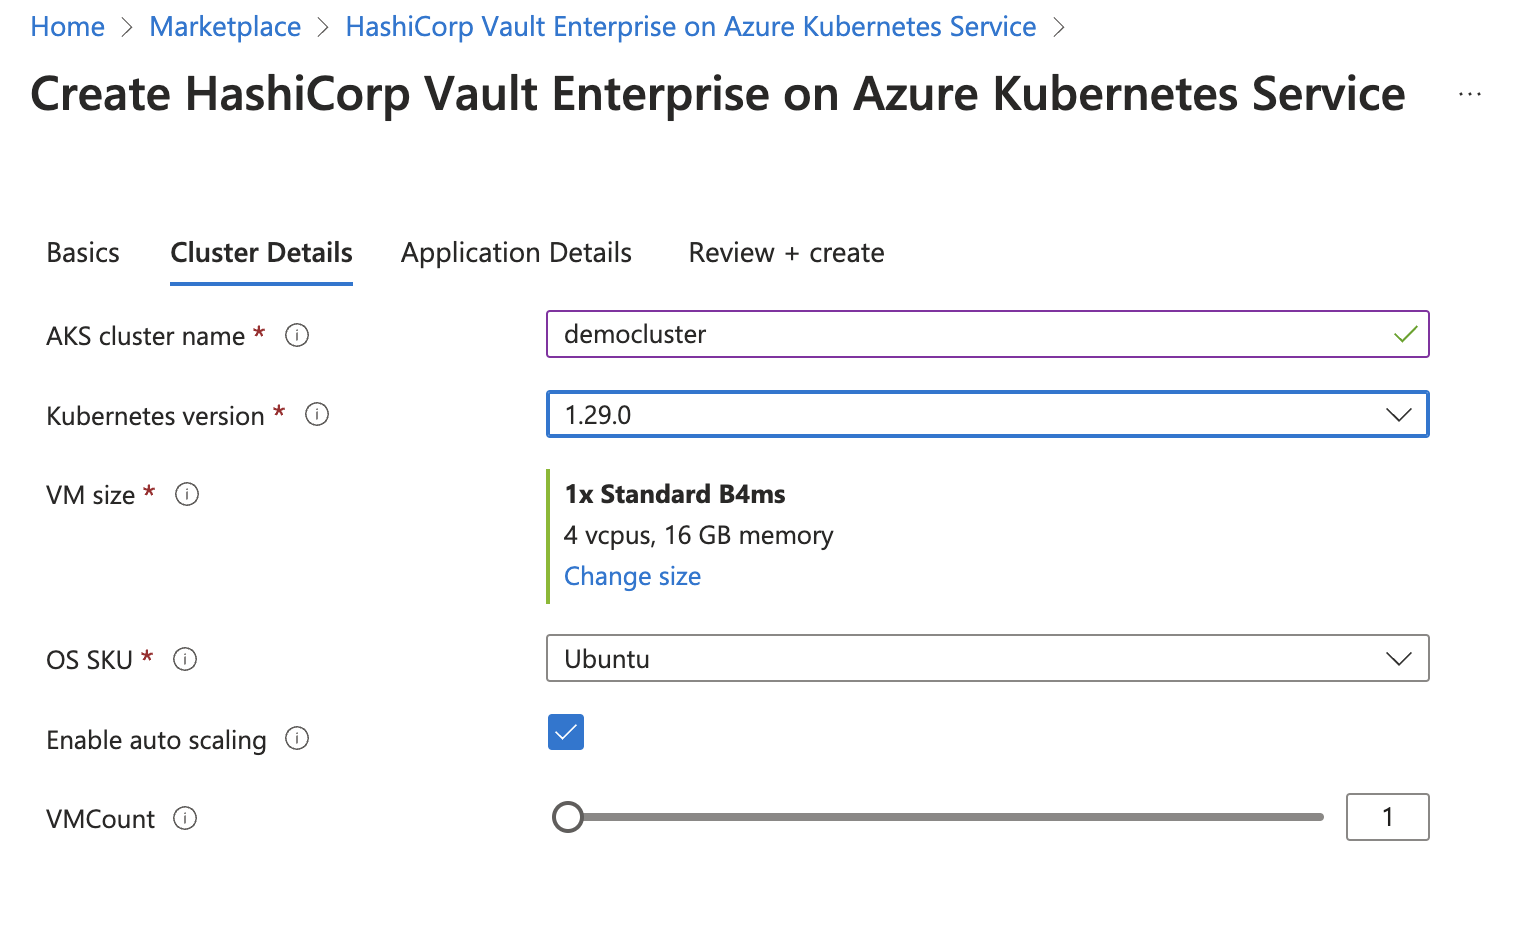 Home > Marketplace > HashiCorp Vault Enterprise on Azure Kubernetes Service >
Create HashiCorp Vault Enterprise on Azure Kubernetes Service ...
Basics Cluster Details Application Details Review + create
AKS cluster name * democluster
Kubernetes version * 1.29.0
VM size * 1x Standard B4ms
4 vcpus, 16 GB memory
Change size
OS SKU * Ubuntu
Enable auto scaling
VMCount 1